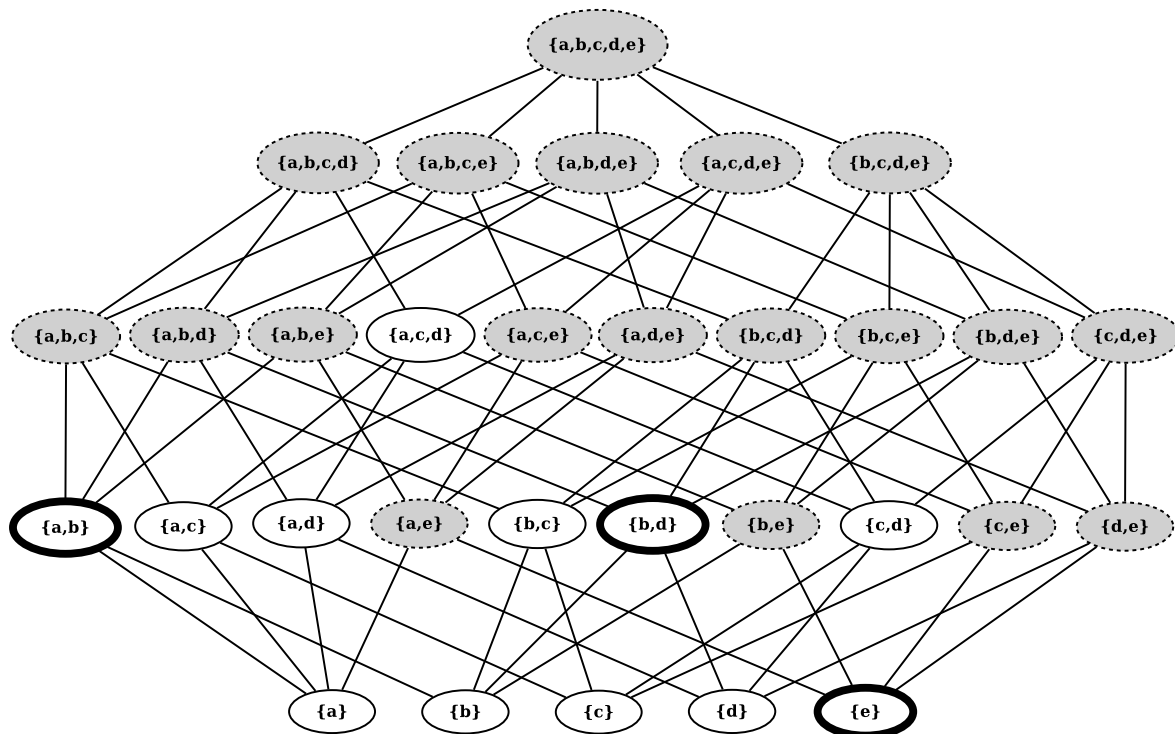 {a,b,c,d,e}
{a,b,c,d} {a,b,c,e} {a,b,d,e} {a,c,d,e} {b,c,d,e}
{a,b,c} {a,b,d} {a,b,e} {a,c,d} {a,c,e} {a,d,e} {b,c,d} {b,c,e} {b,d,e} {c,d,e}
{a,b} {a,c} {a,d} {a,e} {b,c} {b,d} {b,e} {c,d} {c,e} {d,e}
{a} {b} {c} {d} {e}